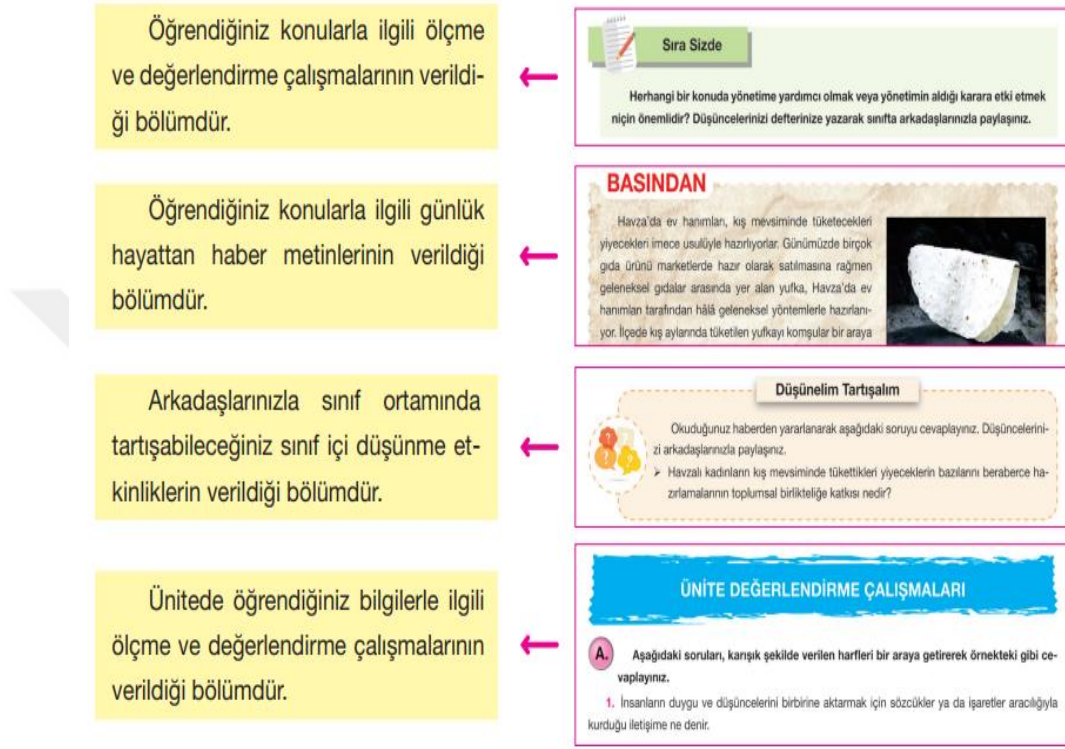 Öğrendiğiniz konularla ilgili ölçme
ve değerlendirme çalışmalarının verildi-
ği bölümdür.
Sıra Sizde
Herhangi bir konuda yönetime yardımcı olmak veya yönetimin aldığı karara etki etmek
niçin önemlidir? Düşüncelerinizi defterinize yazarak sınıfta arkadaşlarınızla paylaşınız.
Öğrendiğiniz konularla ilgili günlük
hayattan haber metinlerinin verildiği
bölümdür.
BASINDAN
Havza'da ev hanımları, kış mevsiminde tüketecekleri
yiyecekleri imece usulüyle hazırlıyorlar. Günümüzde birçok
gıda ürünü marketlerde hazır olarak satılmasına rağmen
geleneksel gıdalar arasında yer alan yufka, Havza'da ev
hanımları tarafından hâlâ geleneksel yöntemlerle hazırlanı-
yor. İlçede kış aylarında tüketilen yufkayı komşular bir araya
Arkadaşlarınızla sınıf ortamında
tartışabileceğiniz sınıf içi düşünme et-
kinliklerin verildiği bölümdür.
Düşünelim Tartışalım
Okuduğunuz haberden yararlanarak aşağıdaki soruyu cevaplayınız. Düşünceleriniz-
zi arkadaşlarınızla paylaşınız.
➢ Havzalı kadınların kış mevsiminde tükettikleri yiyeceklerin bazılarını beraberce ha-
zırlamalarının toplumsal birlikteliğe katkısı nedir?
Ünitede öğrendiğiniz bilgilerle ilgili
ölçme ve değerlendirme çalışmalarının
verildiği bölümdür.
ÜNİTE DEĞERLENDİRME ÇALIŞMALARI
A. Aşağıdaki soruları, karışık şekilde verilen harfleri bir araya getirerek örnekteki gibi ce-
vaplayınız.
1. İnsanların duygu ve düşüncelerini birbirine aktarmak için sözcükler ya da işaretler aracılığıyla
kurduğu iletişime ne denir.